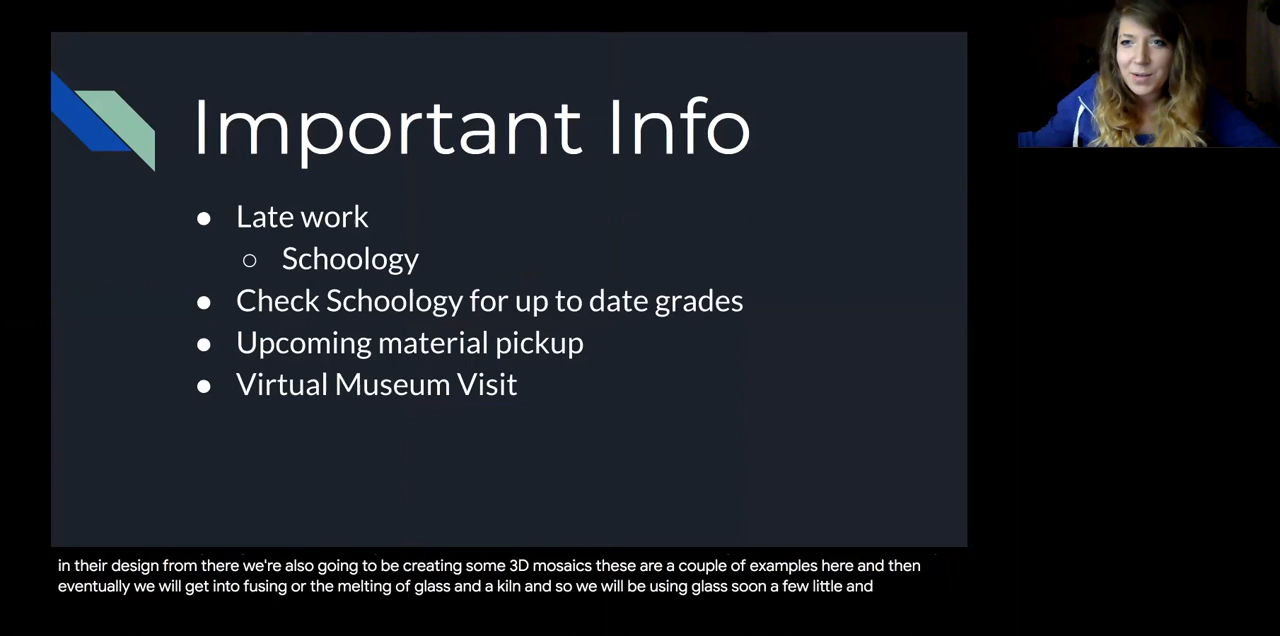 Important Info
● Late work
○ Schoology
● Check Schoology for up to date grades
● Upcoming material pickup
● Virtual Museum Visit
in their design from there we're also going to be creating some 3D mosaics these are a couple of examples here and then
eventually we will get into fusing or the melting of glass and a kiln and so we will be using glass soon a few little and